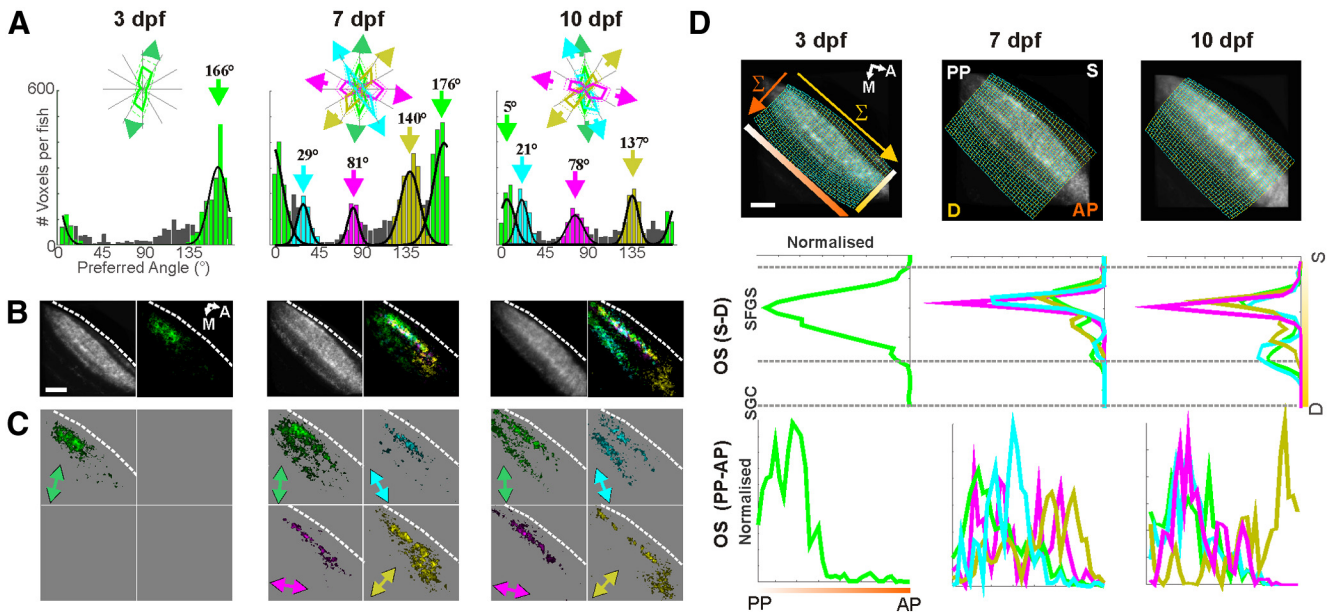 A
3 dpf
7 dpf
10 dpf
600
0
# Voxels per fish
166°
29°
81°
140°
176°
5°
21°
78°
137°
0 45 90 135
0 45 90 135
0 45 90 135
Preferred Angle (°)
B
M A
C
D
3 dpf
7 dpf
10 dpf
Σ
Σ
A
M
PP
S
D
AP
Normalised
OS (S-D)
SFGS
SGC
S
D
OS (PP-AP)
Normalised
PP
AP